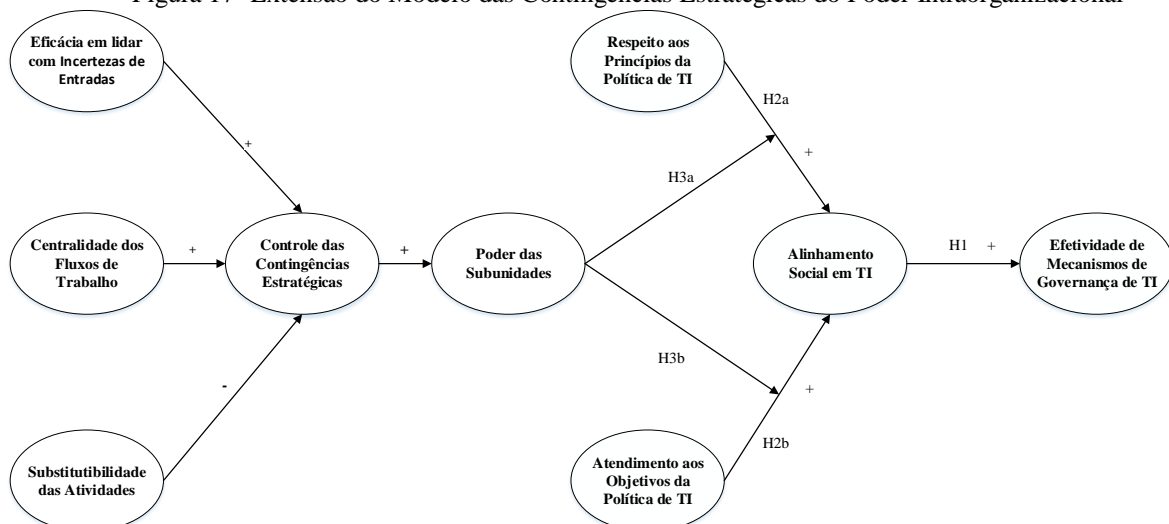 Figura 17- Extensão do Modelo das Contingências Estratégicas do Poder Intraorganizacional
Eficácia em lidar
com Incertezas de
Entradas
+
Centralidade dos
Fluxos de
Trabalho
+
Substitutibilidade
das Atividades
-
Controle das
Contingências
Estratégicas
+
Poder das
Subunidades
H3a
H3b
Respeito aos
Princípios da
Política de TI
H2a
+
Alinhamento
Social em TI
H1 +
Efetividade de
Mecanismos de
Governança de TI
Atendimento aos
Objetivos da
Política de TI
H2b
+